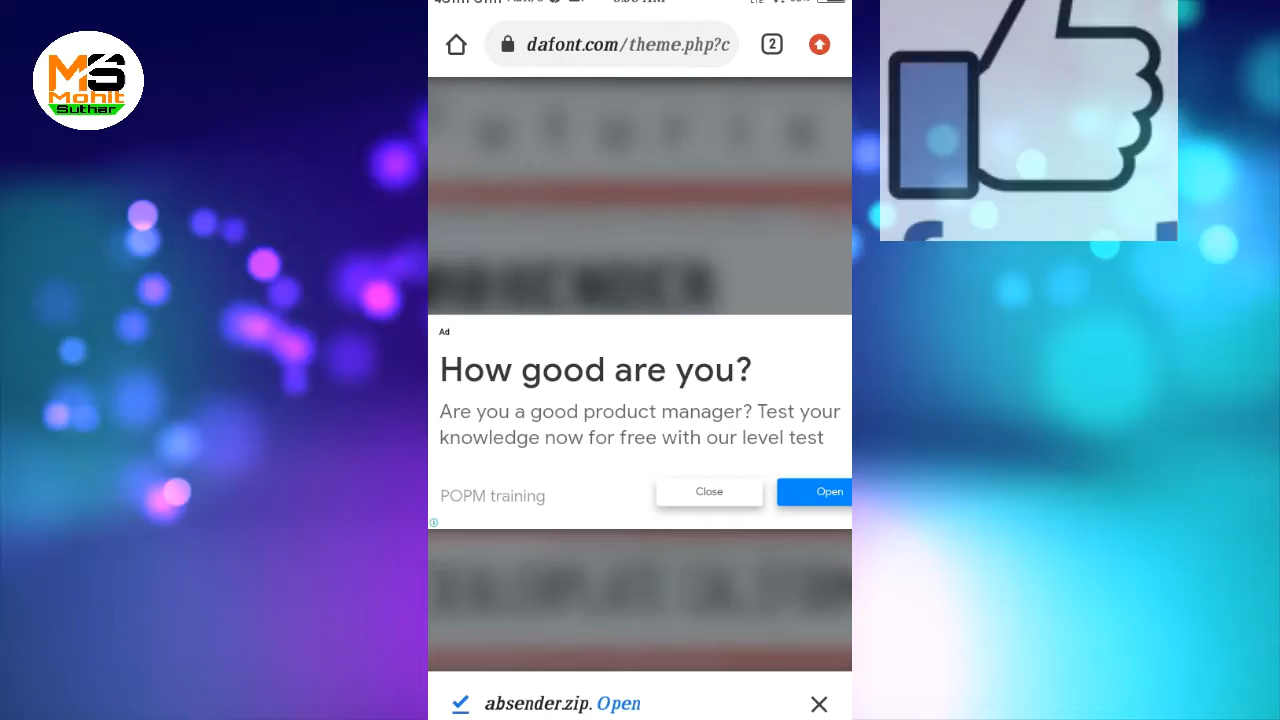 MS
Mohit
Suthar
dafont.com/theme.php?c
2
Ad
How good are you?
Are you a good product manager? Test your
knowledge now for free with our level test
POPM training
Close
Open
absender.zip. Open